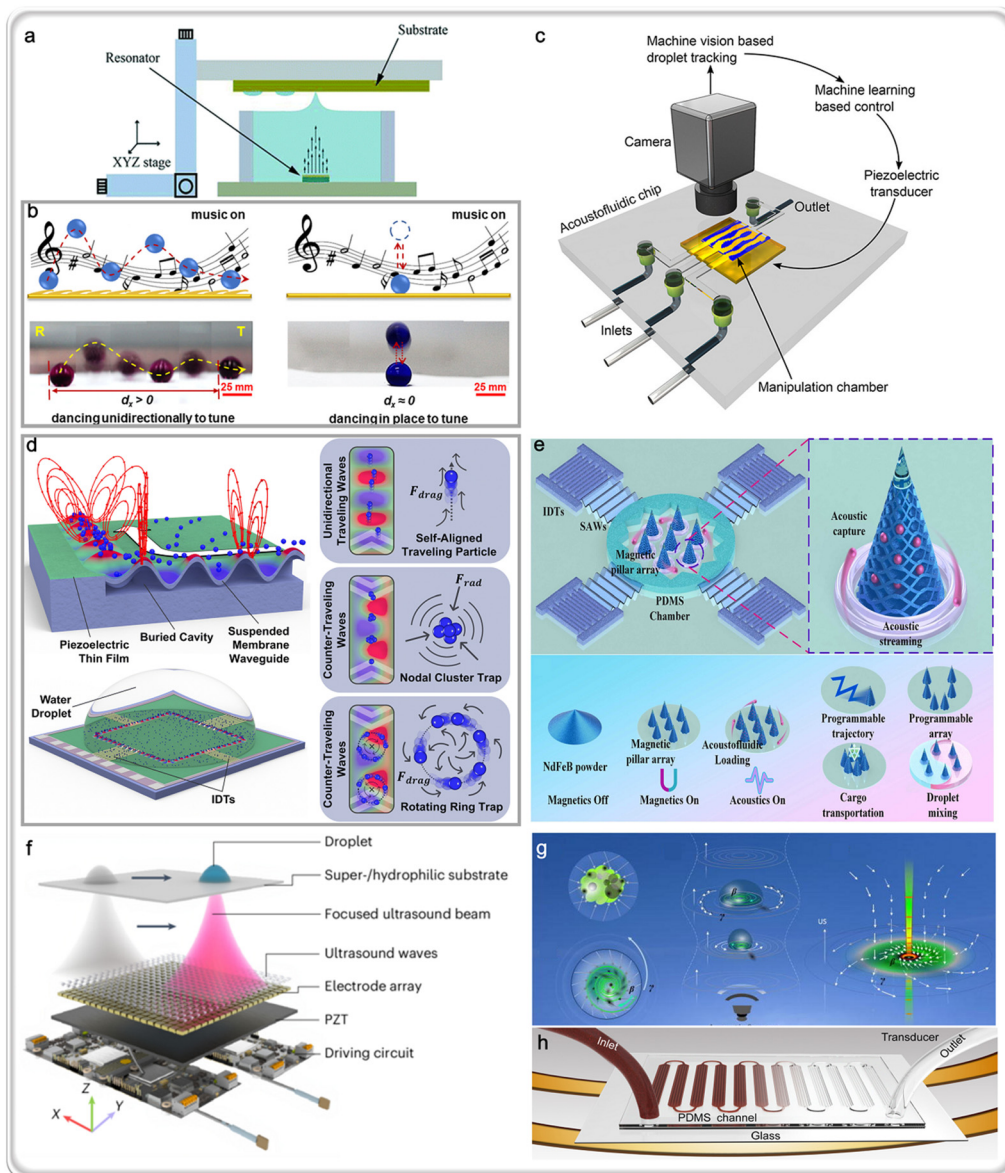 a
Substrate
Resonator
XYZ stage
b
music on
music on
R
T
25 mm
25 mm
dₓ > 0
dₓ ≈ 0
dancing unidirectionally to tune
dancing in place to tune
c
Machine vision based
droplet tracking
Machine learning
based control
Camera
Piezoelectric
transducer
Acoustofluidic chip
Outlet
Inlets
Manipulation chamber
d
Piezoelectric
Thin Film
Buried Cavity
Suspended
Membrane
Waveguide
Water
Droplet
IDTs
Unidirectional
Traveling Waves
F_drag
Self-Aligned
Traveling Particle
Counter-Traveling
Waves
F_rad
Nodal Cluster Trap
Counter-Traveling
Waves
F_drag
Rotating Ring Trap
e
IDTs
SAWs
Magnetic
pillar array
PDMS
Chamber
Acoustic
capture
Acoustic
streaming
NdFeB powder
Magnetics Off
Magnetic
pillar array
Magnetics On
Acoustofluidic
Loading
Acoustics On
Programmable
trajectory
Programmable
array
Cargo
transportation
Droplet
mixing
f
Droplet
Super-/hydrophilic substrate
Focused ultrasound beam
Ultrasound waves
Electrode array
PZT
Driving circuit
Z
X
Y
g
β
β
US
h
Inlet
Transducer
Outlet
PDMS channel
Glass